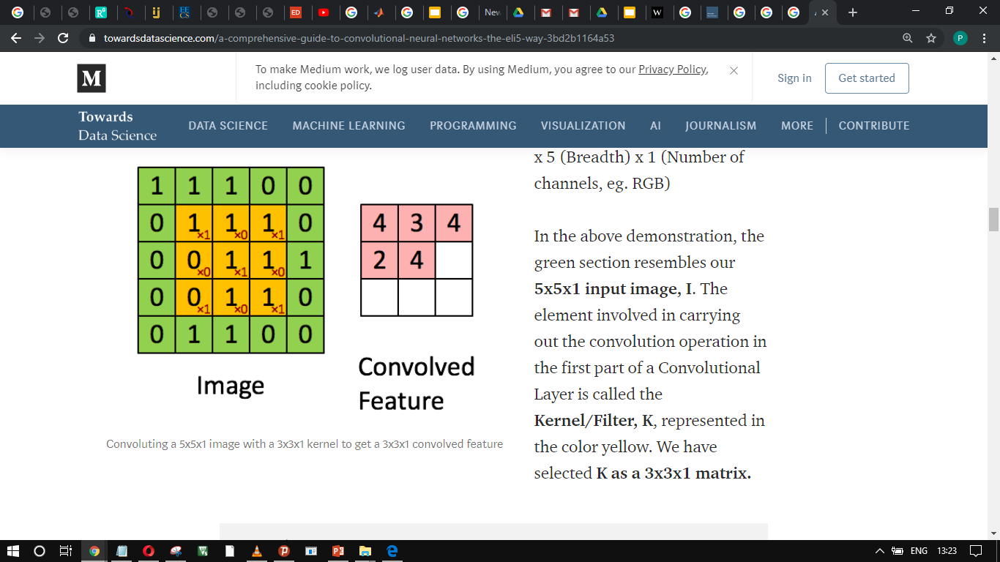 New
towardsdatascience.com/a-comprehensive-guide-to-convolutional-neural-networks-the-eli5-way-3bd2b1164a53
P
M
To make Medium work, we log user data. By using Medium, you agree to our Privacy Policy,
including cookie policy.
Sign in
Get started
Towards
Data Science
DATA SCIENCE MACHINE LEARNING PROGRAMMING VISUALIZATION AI JOURNALISM MORE CONTRIBUTE
1 1 1 0 0
0 1×1 1×0 1×1 0
0 0×0 1×1 1×0 1
0 0×1 1×0 1×1 0
0 1 1 0 0
Image
4 3 4
2 4
Convolved
Feature
Convoluting a 5x5x1 image with a 3x3x1 kernel to get a 3x3x1 convolved feature
x 5 (Breadth) x 1 (Number of
channels, eg. RGB)
In the above demonstration, the
green section resembles our
5x5x1 input image, I. The
element involved in carrying
out the convolution operation in
the first part of a Convolutional
Layer is called the
Kernel/Filter, K, represented in
the color yellow. We have
selected K as a 3x3x1 matrix.
ENG 13:23